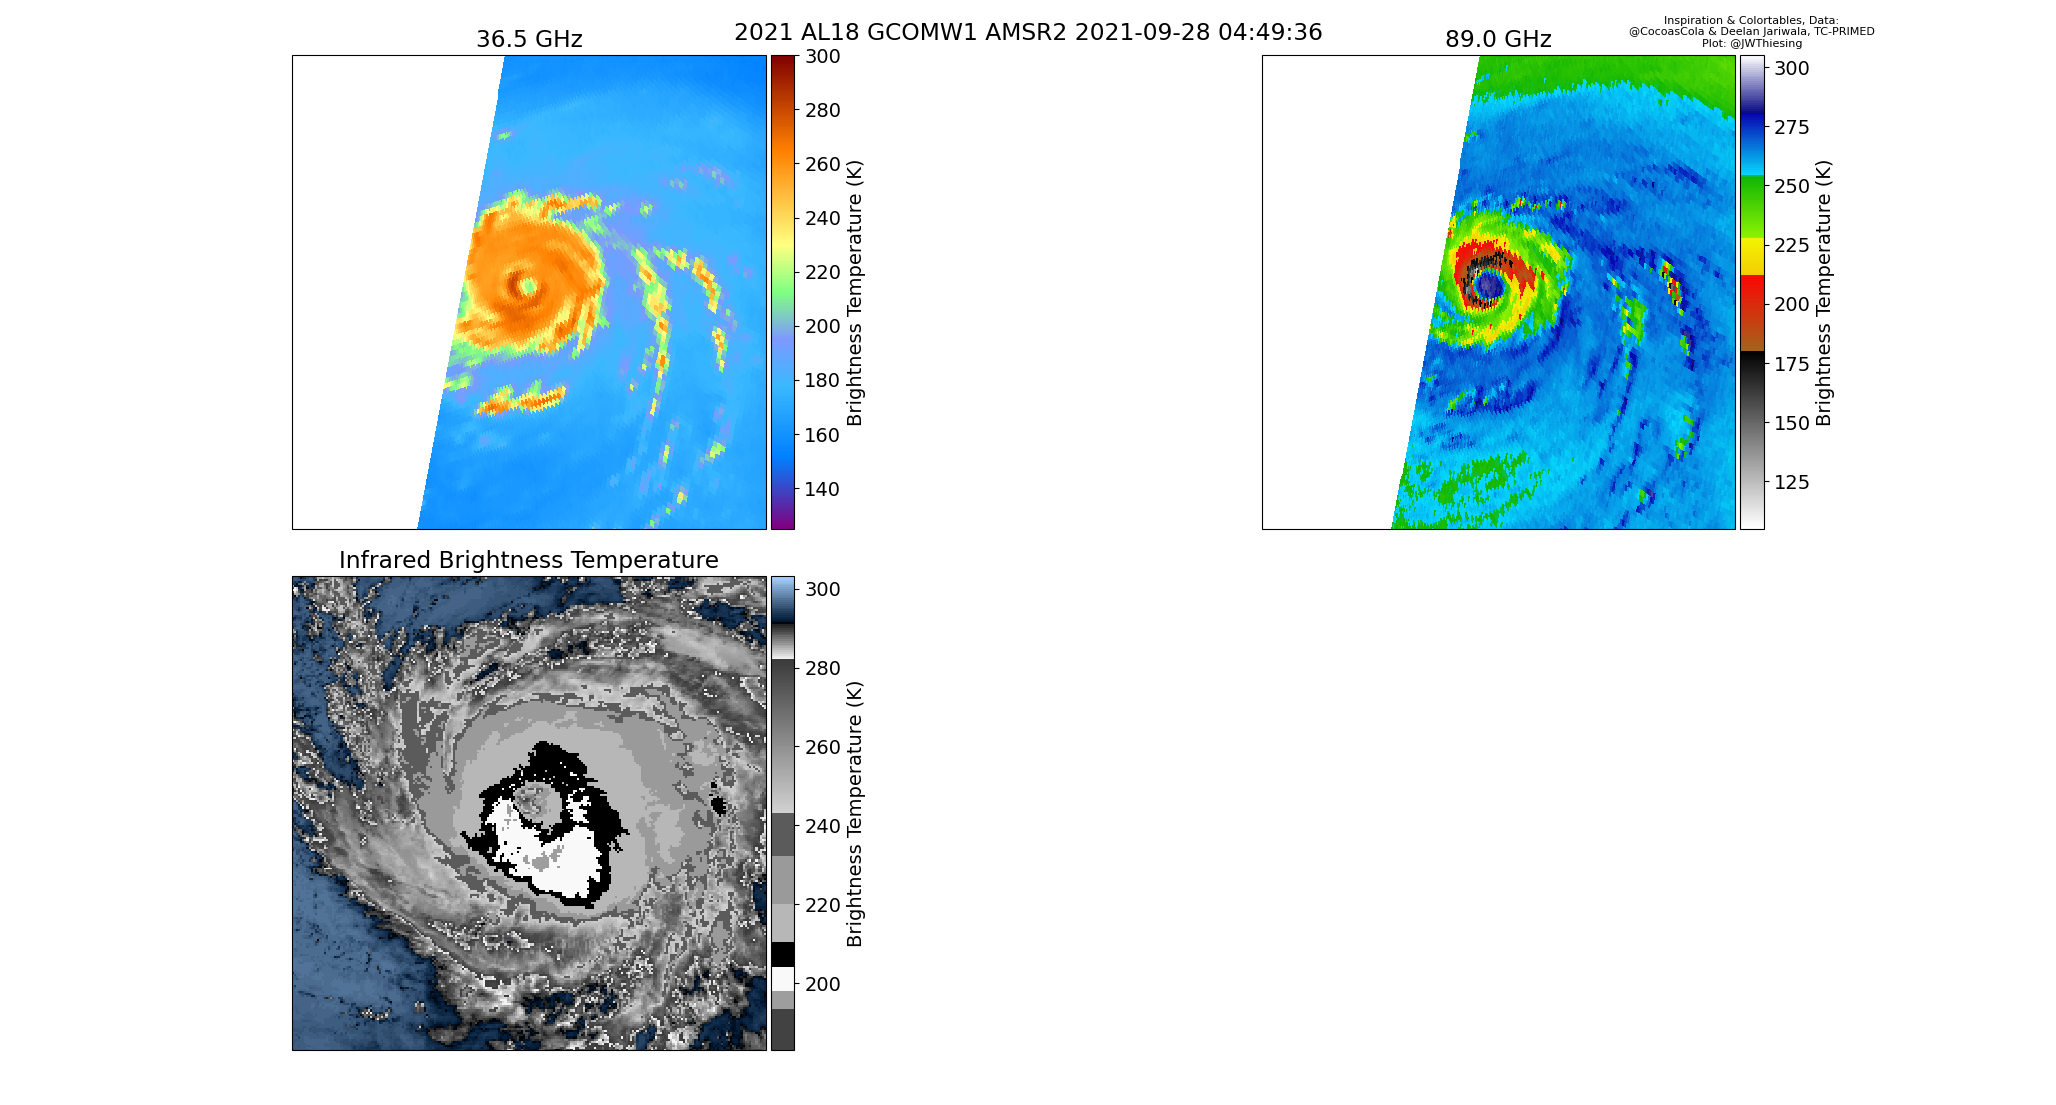 2021 AL18 GCOMW1 AMSR2 2021-09-28 04:49:36
Inspiration & Colortables, Data:
@CocoasCola & Deelan Jariwala, TC-PRIMED
Plot: @JWThiesing
36.5 GHz
300
280
260
240
220
200
180
160
140
Brightness Temperature (K)
89.0 GHz
300
275
250
225
200
175
150
125
Brightness Temperature (K)
Infrared Brightness Temperature
300
280
260
240
220
200
Brightness Temperature (K)